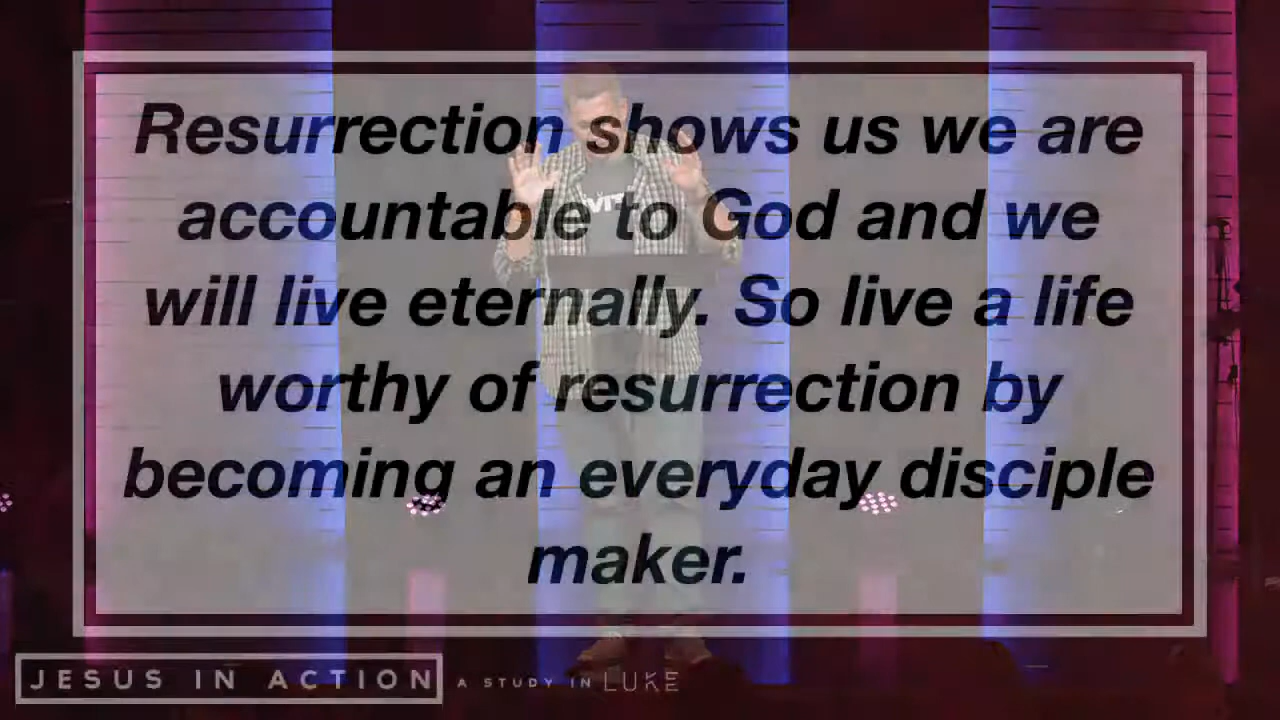 Resurrection shows us we are
accountable to God and we
will live eternally. So live a life
worthy of resurrection by
becoming an everyday disciple
maker.
JESUS IN ACTION A STUDY IN LUKE